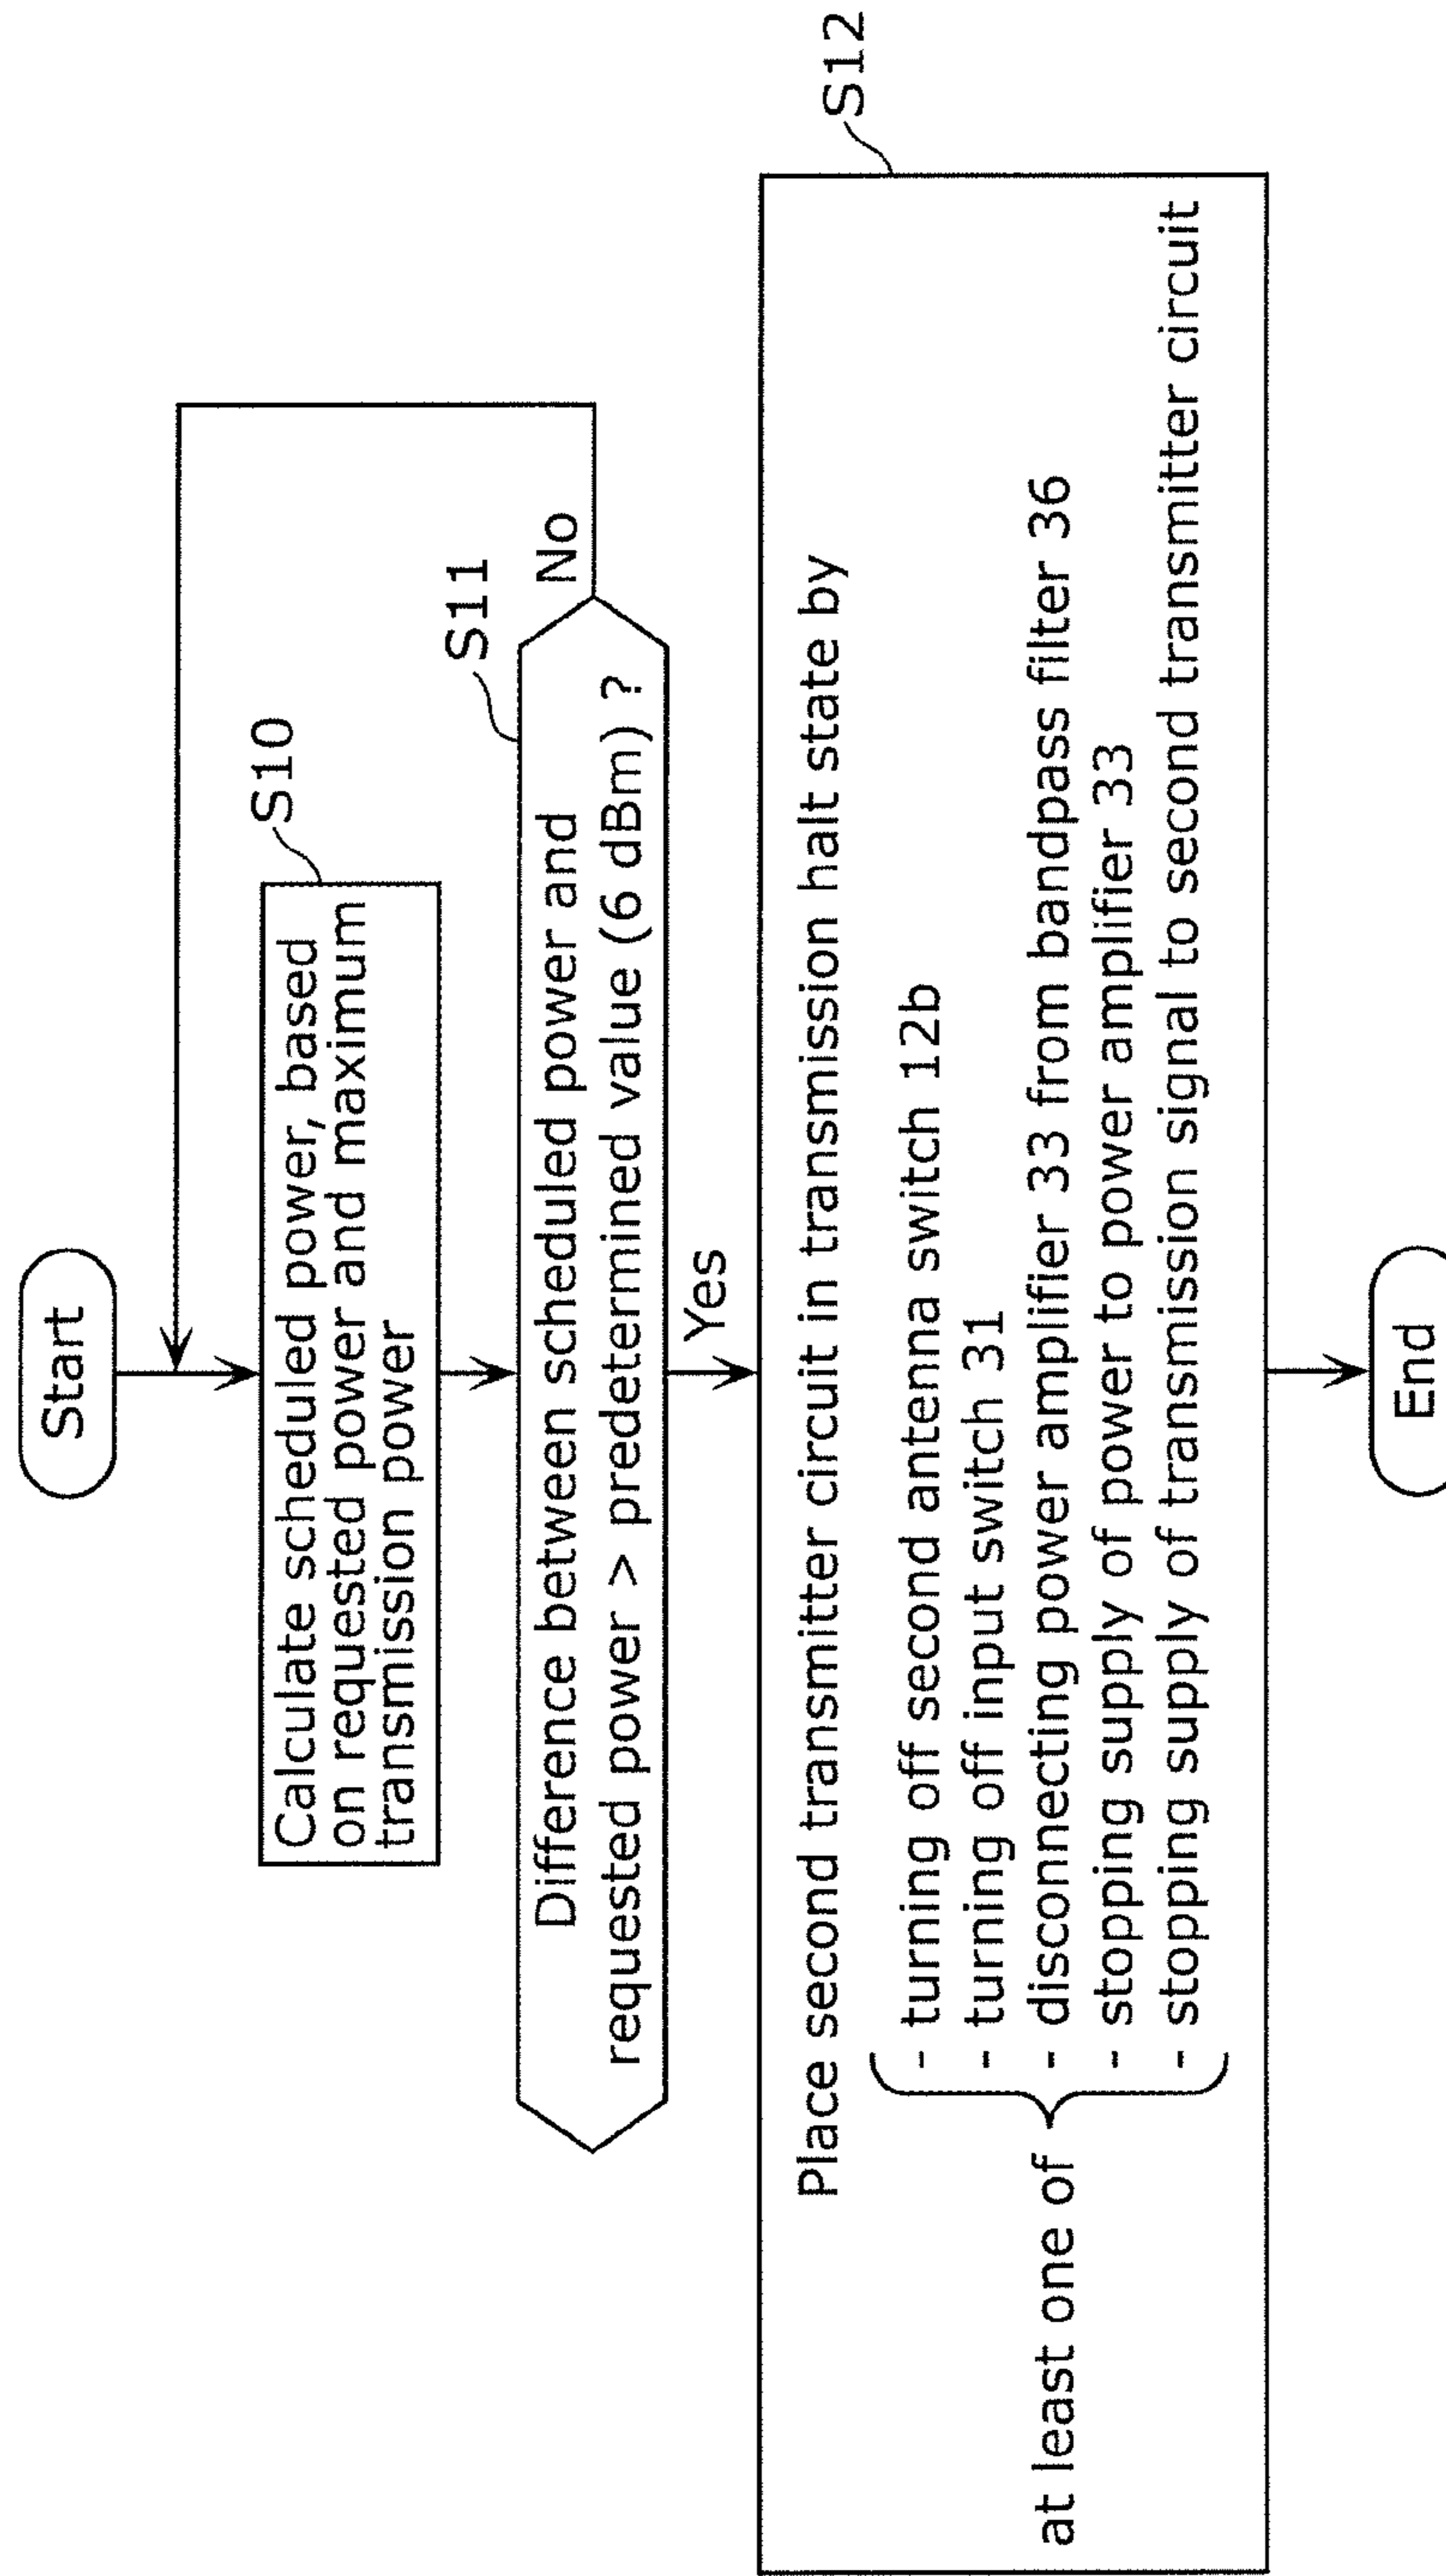 Start
S10
Calculate scheduled power, based
on requested power and maximum
transmission power
S11
Difference between scheduled power and
requested power > predetermined value (6 dBm) ?
No
Yes
S12
Place second transmitter circuit in transmission halt state by
at least one of
- turning off second antenna switch 12b
- turning off input switch 31
- disconnecting power amplifier 33 from bandpass filter 36
- stopping supply of power to power amplifier 33
- stopping supply of transmission signal to second transmitter circuit
End